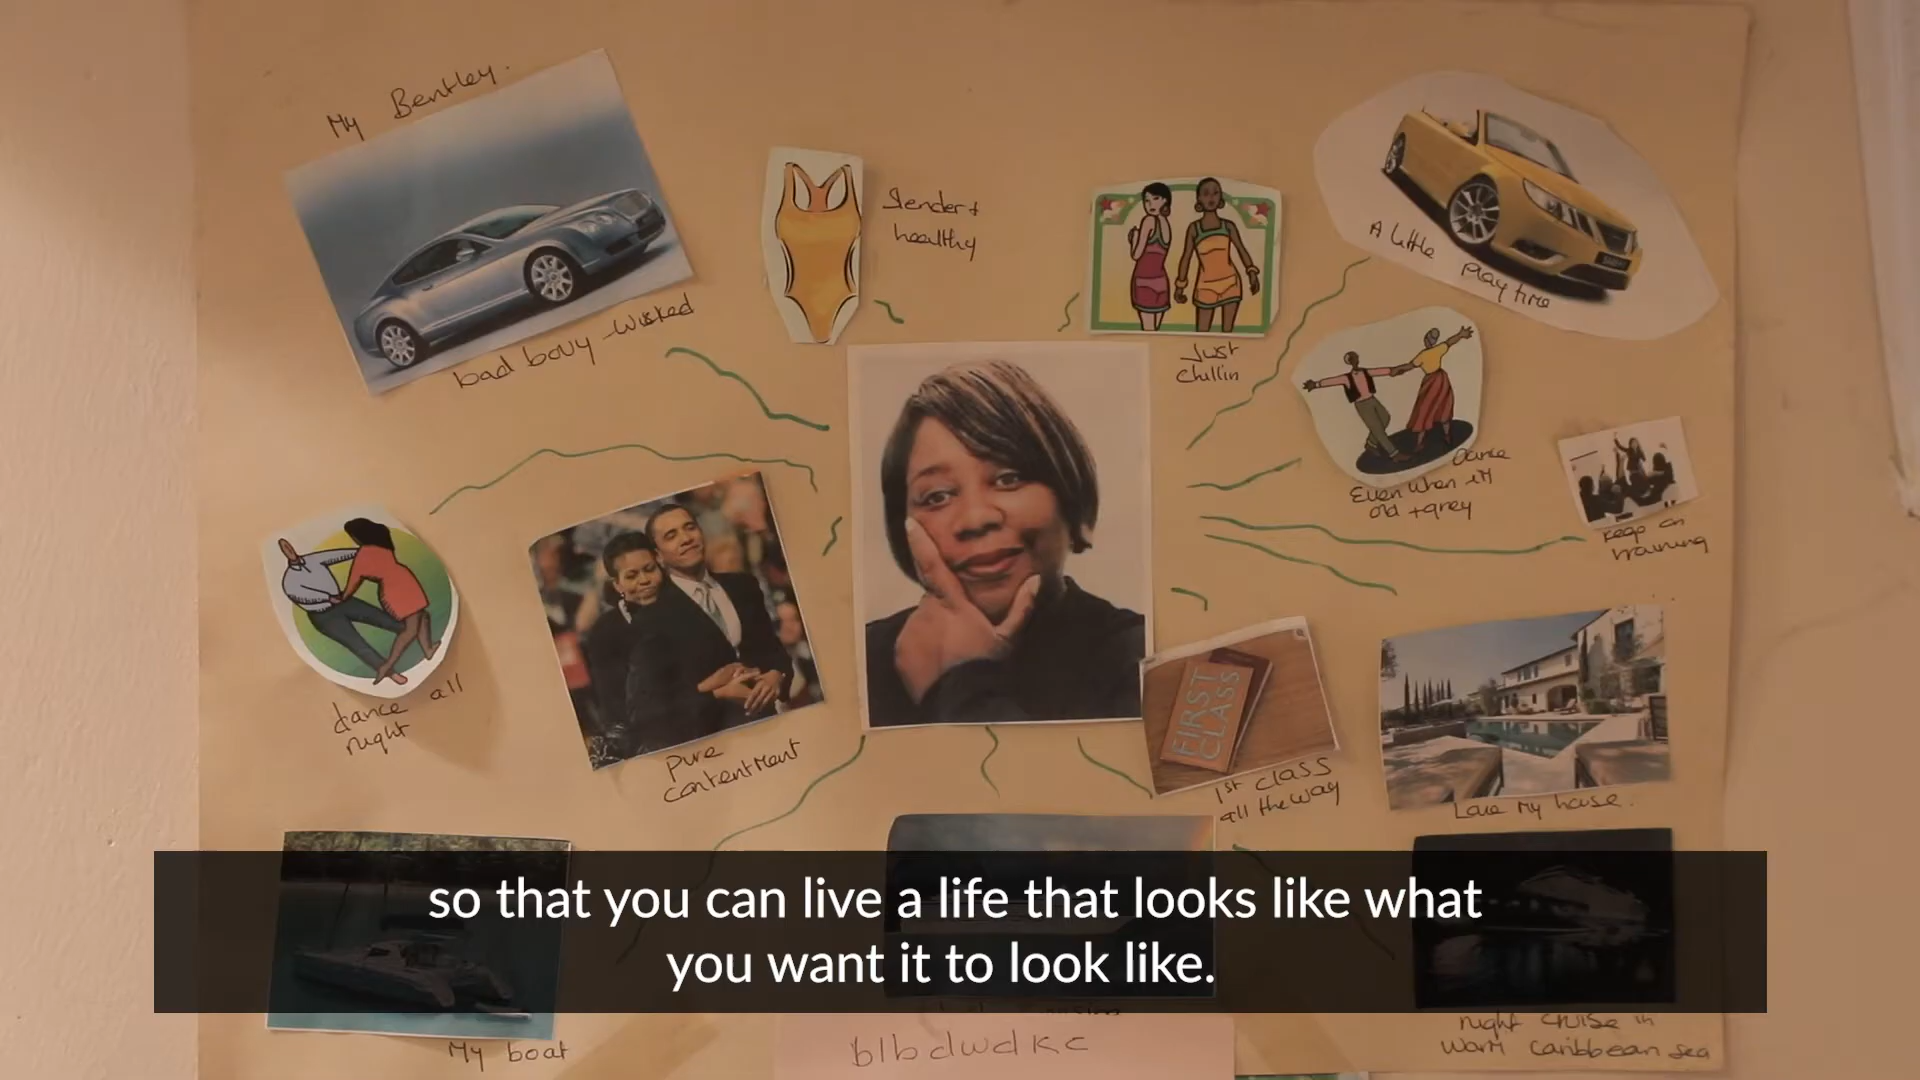 My Bentley.
bad bouy - wicked
Slender +
healthy
Just
chillin
A little playtime
Dance
Even when I'm
old + grey
keep on
training
dance all
night
Pure
contentment
FIRST
CLASS
1st class
all the way
Love my house.
so that you can live a life that looks like what
you want it to look like.
My boat
blbdwdkc
night cruise in
warm caribbean sea